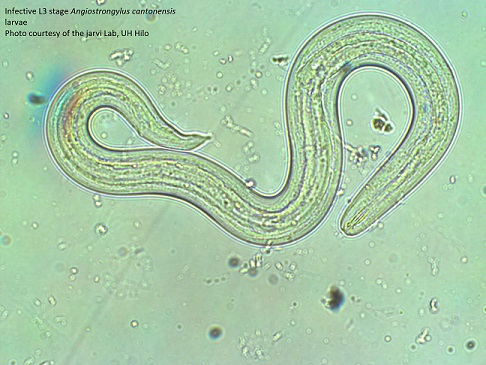 Infective L3 stage Angiostrongylus cantonensis
larvae
Photo courtesy of the jarvi Lab, UH Hilo